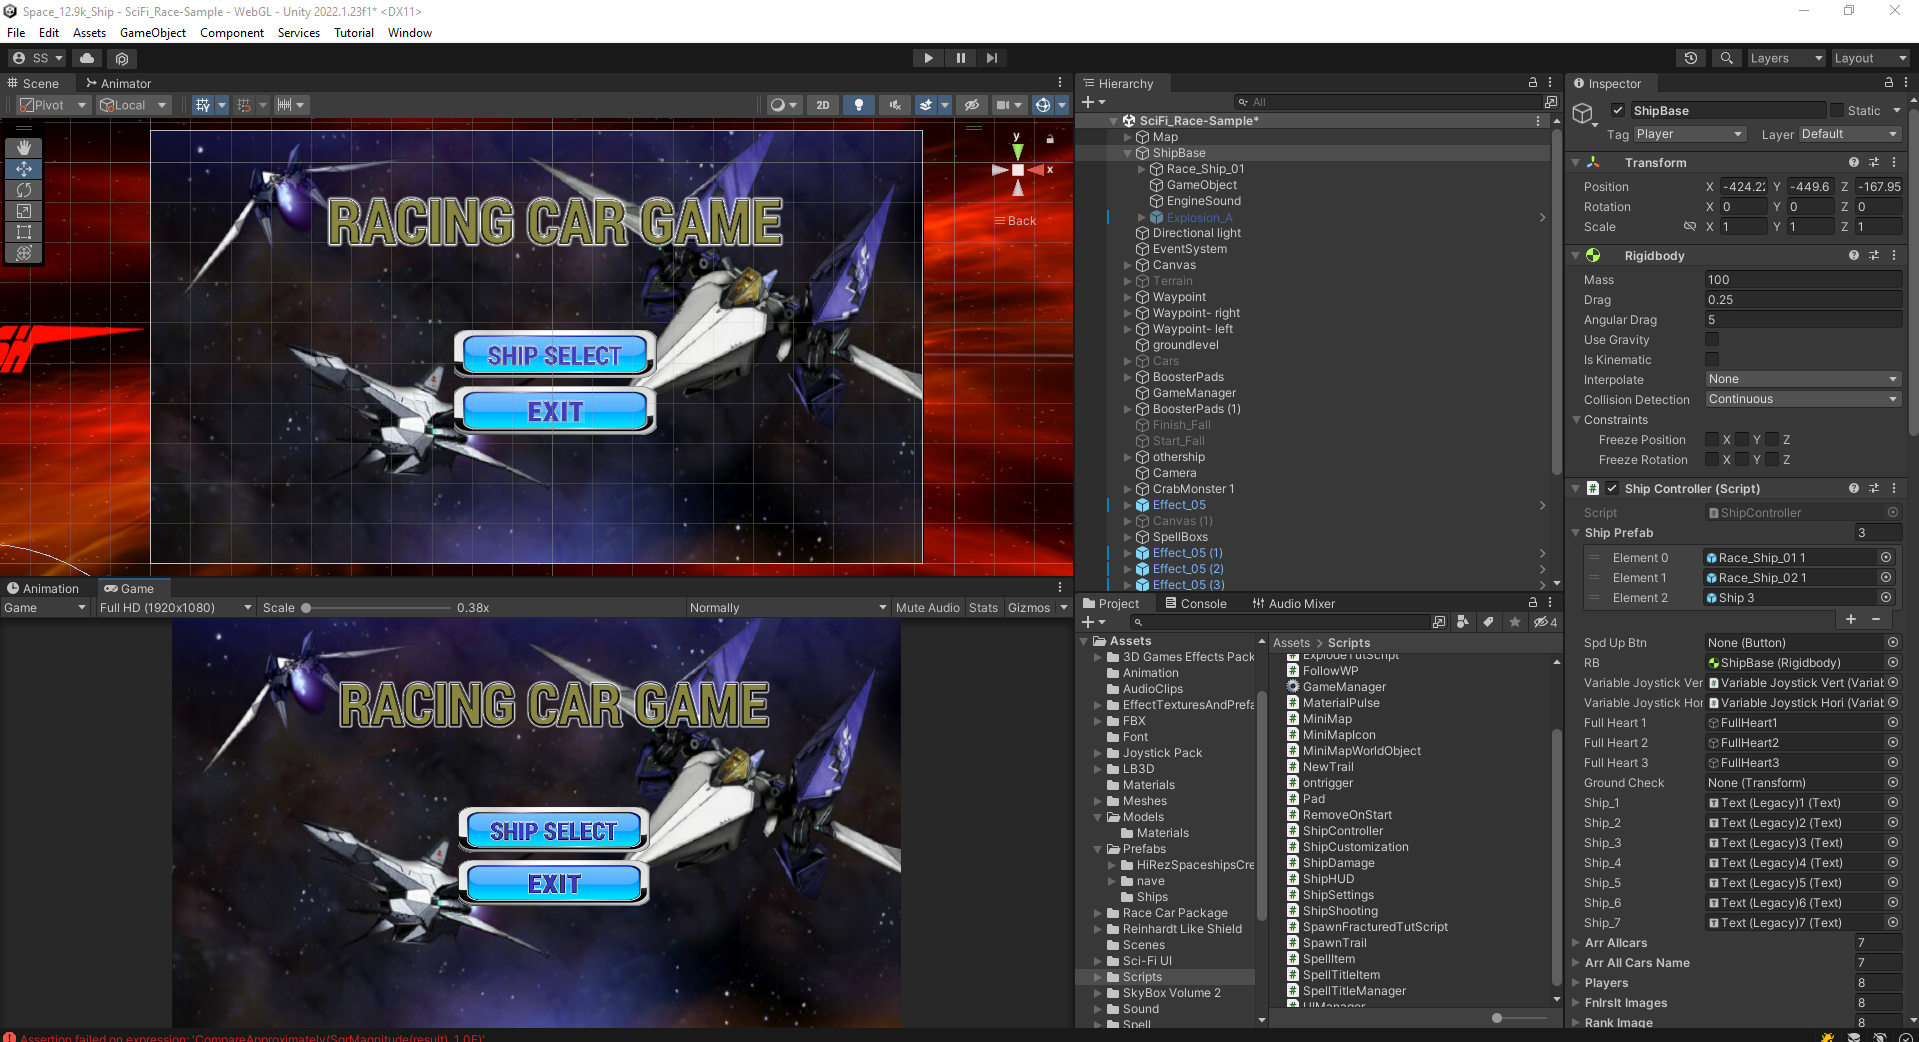 Space_12.9k_Ship - SciFi_Race-Sample - WebGL - Unity 2022.1.23f1* <DX11>
File Edit Assets GameObject Component Services Tutorial Window
SS
Layers Layout
Scene Animator
Pivot Local 2D
y
x
Back
RACING CAR GAME
SHIP SELECT
EXIT
Animation Game
Game Full HD (1920x1080) Scale 0.38x Normally Mute Audio Stats Gizmos
RACING CAR GAME
SHIP SELECT
EXIT
Assertion failed on expression: 'CompareApproximately(SqrMagnitude(result), 1.0F)'
Hierarchy
All
SciFi_Race-Sample*
Map
ShipBase
Race_Ship_01
GameObject
EngineSound
Explosion_A
Directional light
EventSystem
Canvas
Terrain
Waypoint
Waypoint- right
Waypoint- left
groundlevel
Cars
BoosterPads
GameManager
BoosterPads (1)
Finish_Fall
Start_Fall
othership
Camera
CrabMonster 1
Effect_05
Canvas (1)
SpellBoxs
Effect_05 (1)
Effect_05 (2)
Effect_05 (3)
Project Console Audio Mixer
4
Assets
3D Games Effects Pack
Animation
AudioClips
EffectTexturesAndPrefa
FBX
Font
Joystick Pack
LB3D
Materials
Meshes
Models
Materials
Prefabs
HiRezSpaceshipsCre
nave
Ships
Race Car Package
Reinhardt Like Shield
Scenes
Sci-Fi UI
Scripts
SkyBox Volume 2
Sound
Spell
Assets > Scripts
ExplodeTutScript
FollowWP
GameManager
MaterialPulse
MiniMap
MiniMapIcon
MiniMapWorldObject
NewTrail
ontrigger
Pad
RemoveOnStart
ShipController
ShipCustomization
ShipDamage
ShipHUD
ShipSettings
ShipShooting
SpawnFracturedTutScript
SpawnTrail
SpellItem
SpellTitleItem
SpellTitleManager
UIManager
Inspector
ShipBase Static
Tag Player Layer Default
Transform
Position X -424.22 Y -449.6 Z -167.95
Rotation X 0 Y 0 Z 0
Scale X 1 Y 1 Z 1
Rigidbody
Mass 100
Drag 0.25
Angular Drag 5
Use Gravity
Is Kinematic
Interpolate None
Collision Detection Continuous
Constraints
Freeze Position X Y Z
Freeze Rotation X Y Z
Ship Controller (Script)
Script ShipController
Ship Prefab 3
Element 0 Race_Ship_01 1
Element 1 Race_Ship_02 1
Element 2 Ship 3
+ −
Spd Up Btn None (Button)
RB ShipBase (Rigidbody)
Variable Joystick Ver Variable Joystick Vert (Variab
Variable Joystick Hor Variable Joystick Hori (Variab
Full Heart 1 FullHeart1
Full Heart 2 FullHeart2
Full Heart 3 FullHeart3
Ground Check None (Transform)
Ship_1 Text (Legacy)1 (Text)
Ship_2 Text (Legacy)2 (Text)
Ship_3 Text (Legacy)3 (Text)
Ship_4 Text (Legacy)4 (Text)
Ship_5 Text (Legacy)5 (Text)
Ship_6 Text (Legacy)6 (Text)
Ship_7 Text (Legacy)7 (Text)
Arr Allcars 7
Arr All Cars Name 7
Players 8
FnlrsIt Images 8
Rank Image 8